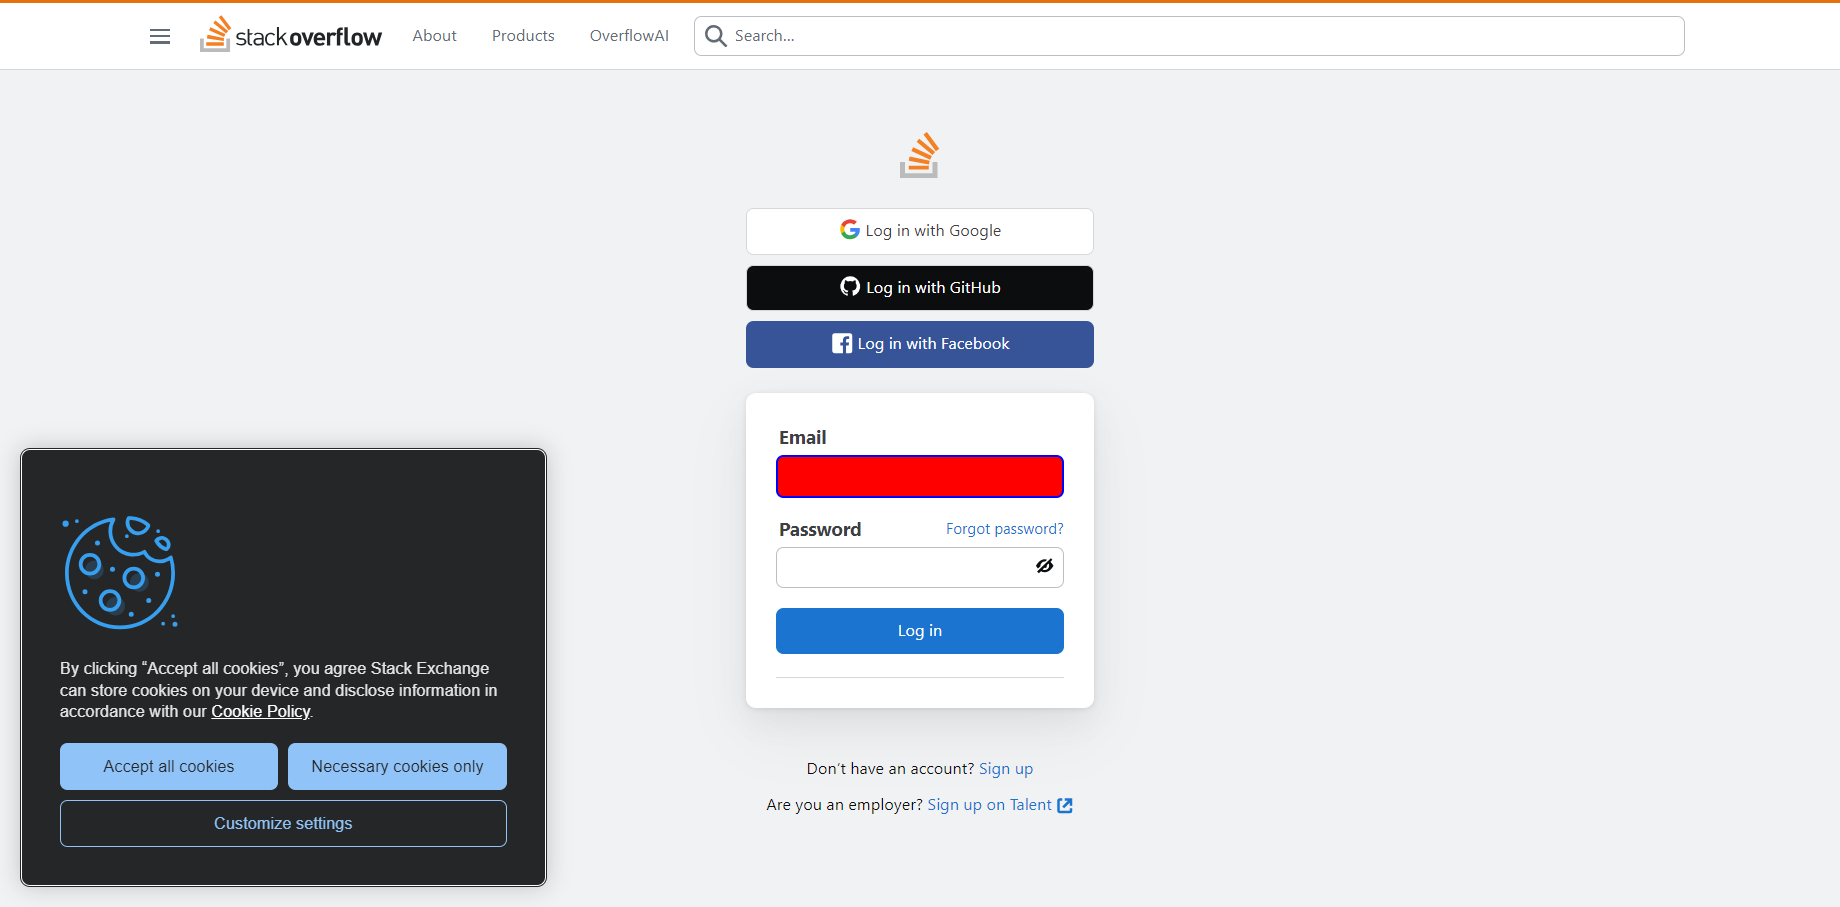 stackoverflow About Products OverflowAI Search...
Log in with Google
Log in with GitHub
Log in with Facebook
Email
Password Forgot password?
Log in
Don't have an account? Sign up
Are you an employer? Sign up on Talent
By clicking “Accept all cookies”, you agree Stack Exchange
can store cookies on your device and disclose information in
accordance with our Cookie Policy.
Accept all cookies Necessary cookies only
Customize settings